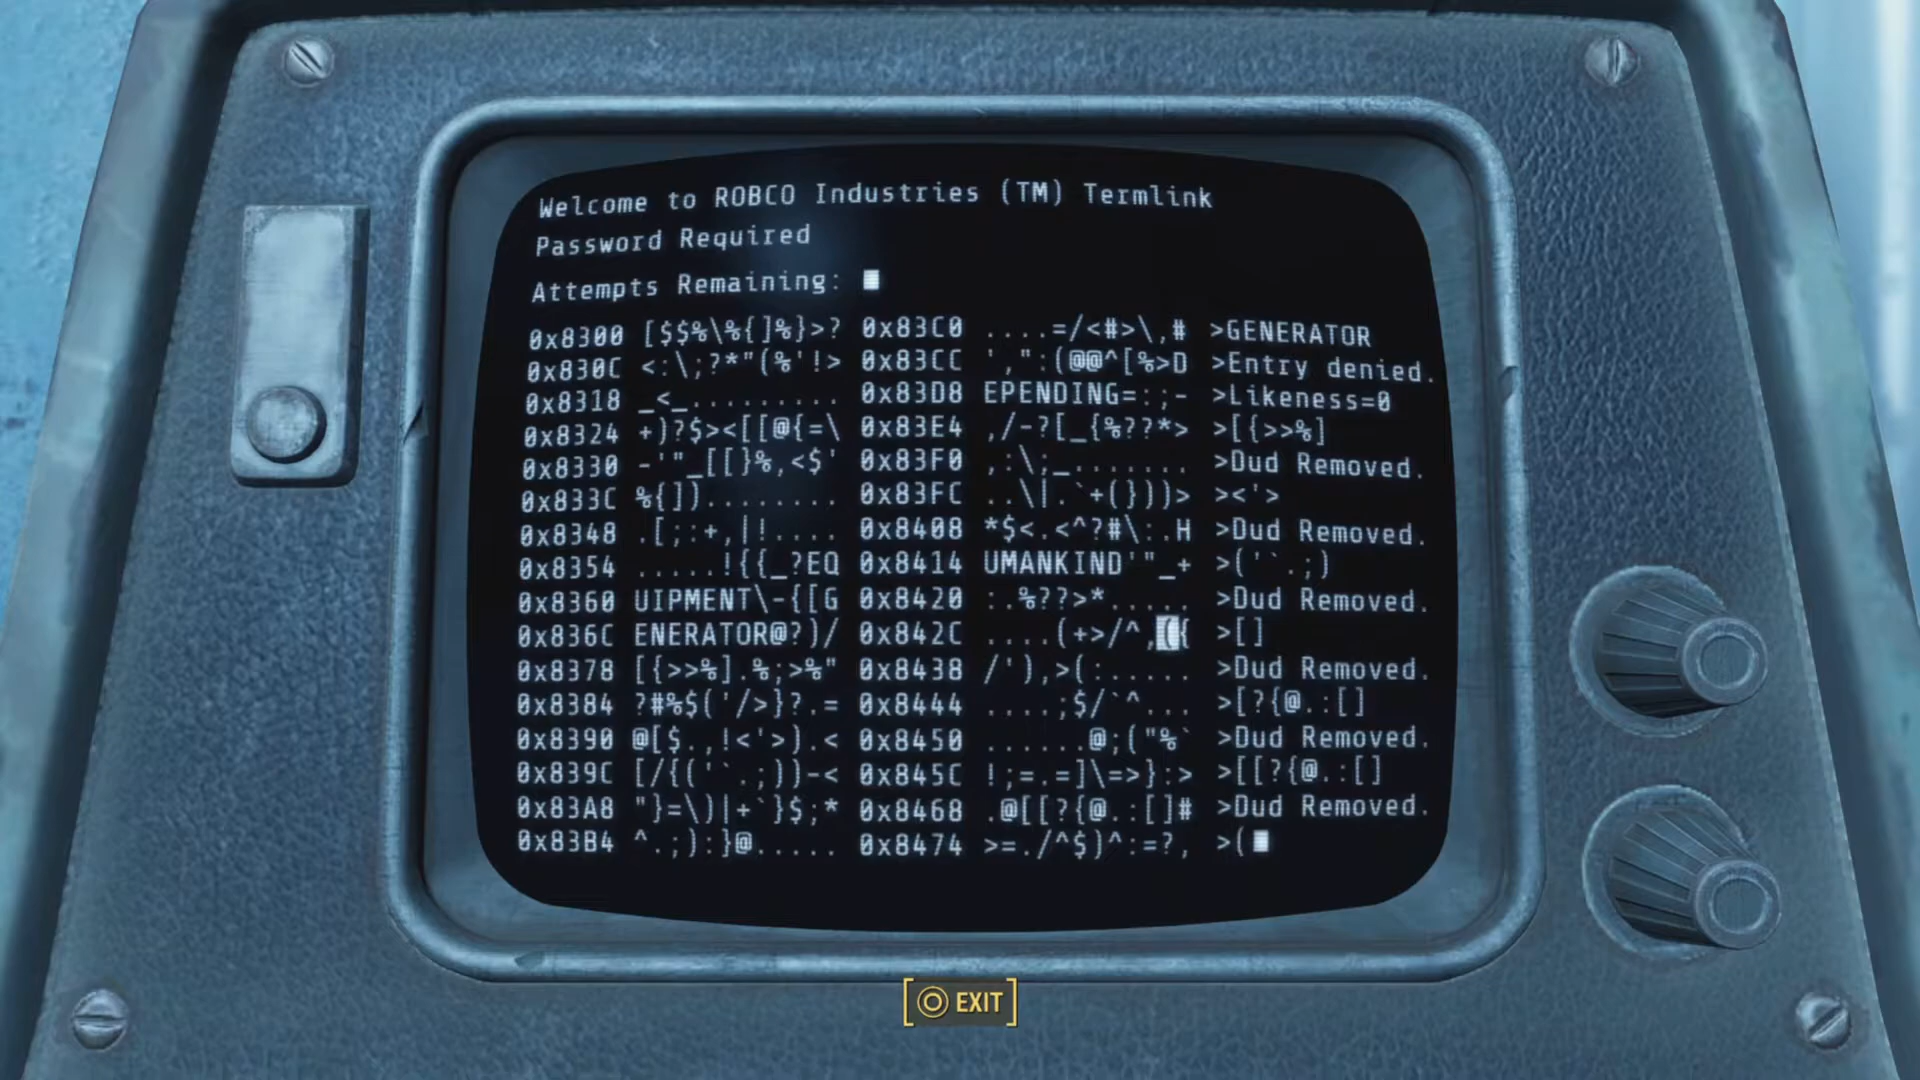 Welcome to ROBCO Industries (TM) Termlink
Password Required
Attempts Remaining:
0x8300 [$$%\%{]%}>? 0x83C0 ....=/<#>\,# >GENERATOR
0x830C <:\;?*"(%'!> 0x83CC ',":(@@^[%>D >Entry denied.
0x8318 _<_......... 0x83D8 EPENDING=:;- >Likeness=0
0x8324 +)?$><[[@{=\ 0x83E4 ,/-?[_{%??*> >[{>>%]
0x8330 -'"_[[}%,<$' 0x83F0 ,:\;_....... >Dud Removed.
0x833C %{])........ 0x83FC ..\|.`+(}))> ><'>
0x8348 .[;:+,|!.... 0x8408 *$<.<^?#\:.H >Dud Removed.
0x8354 .....!{{_?EQ 0x8414 UMANKIND'"_+ >('`.;)
0x8360 UIPMENT\-{[G 0x8420 :.%??>*..... >Dud Removed.
0x836C ENERATOR@?)/ 0x842C ....(+>/^,({ >[]
0x8378 [{>>%].%;>%" 0x8438 /'),>(:..... >Dud Removed.
0x8384 ?#%$('/>}?.= 0x8444 ....;$/`^... >[?{@.:[]
0x8390 @[$.,!<'>).< 0x8450 ......@;("%` >Dud Removed.
0x839C [/{('`.;))-< 0x845C !;=.=]\=>}:> >[[?{@.:[]
0x83A8 "}=\)|+`}$;* 0x8468 .@[[?{@.:[]# >Dud Removed.
0x83B4 ^.;):}@..... 0x8474 >=./^$)^:=?, >(
EXIT